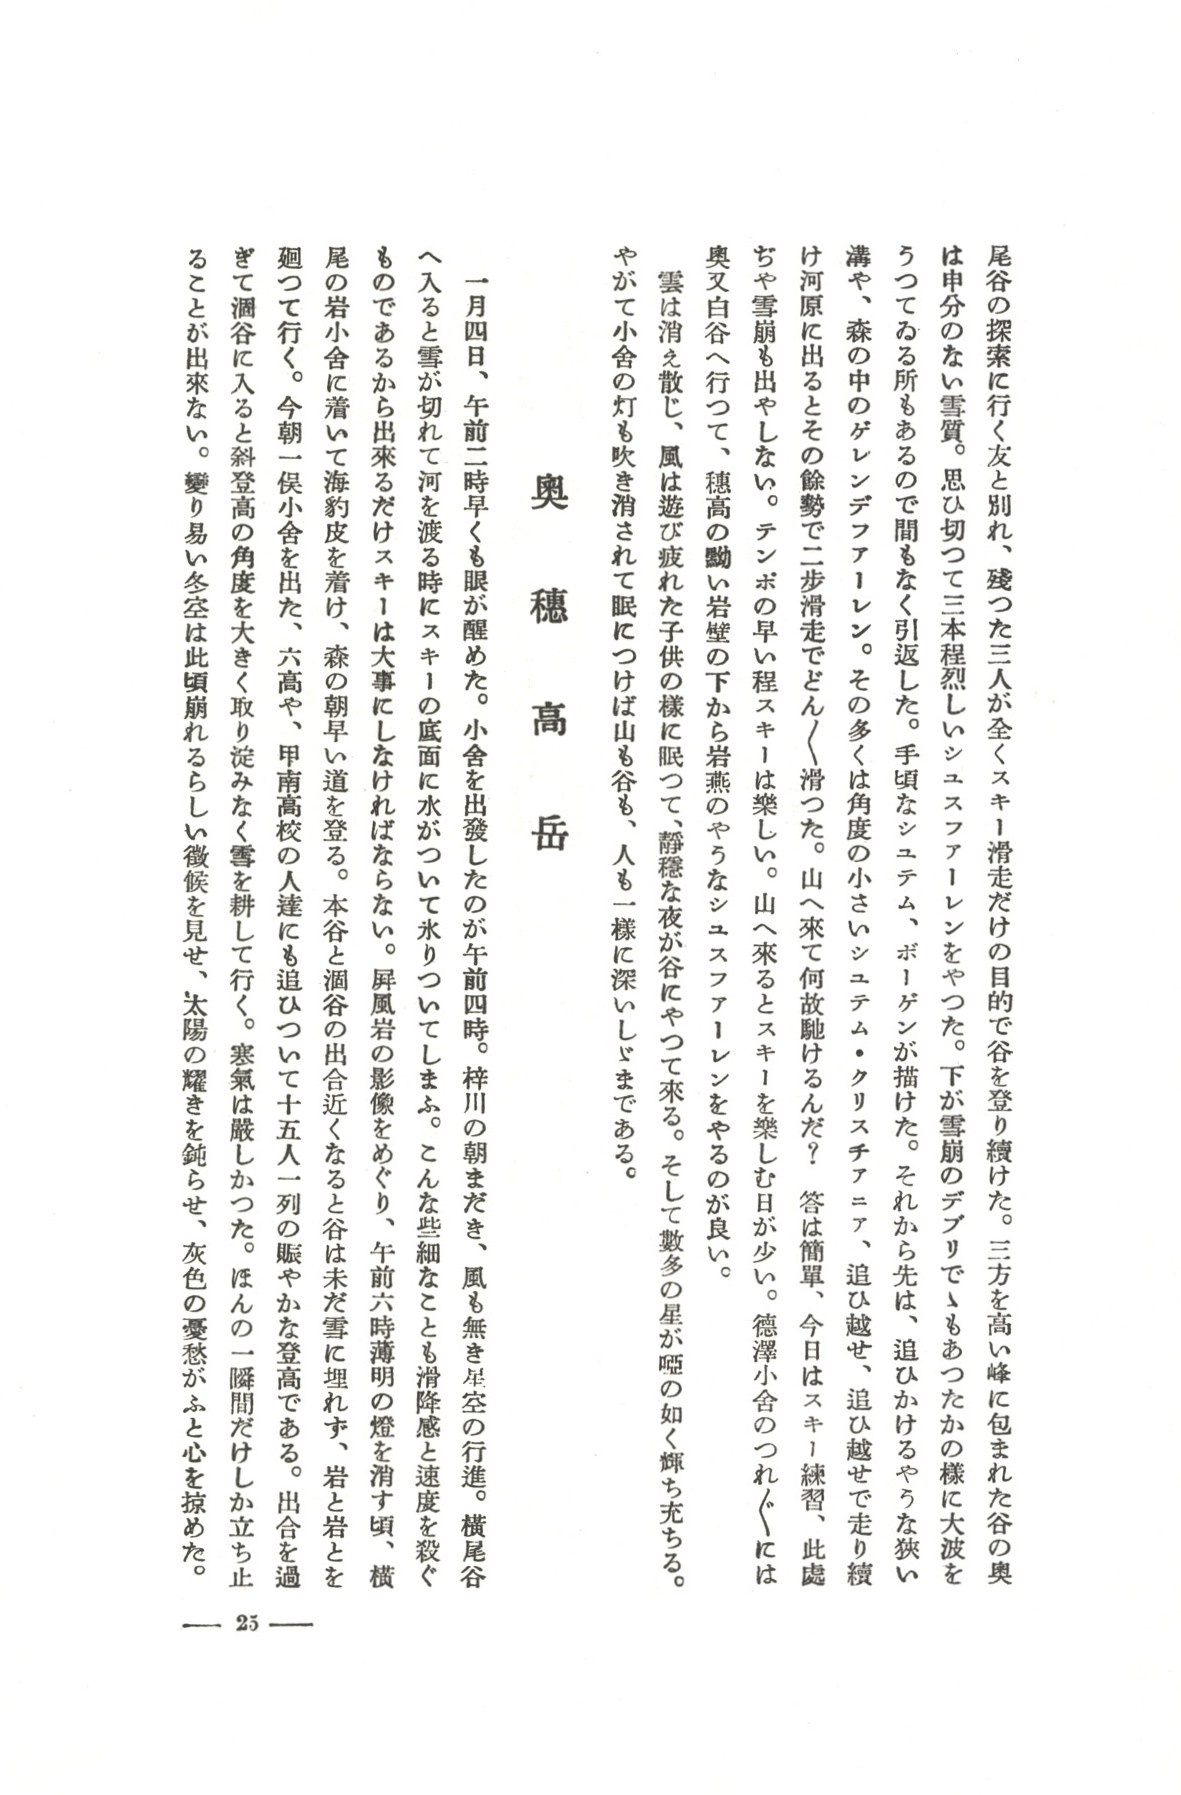 尾谷の探索に行く友と別れ、殘つた三人が全くスキー滑走だけの目的で谷を登り續けた。三方を高い峰に包まれた谷の奧
は申分のない雪質。思ひ切つて三本程烈しいシユスフアーレンをやつた。下が雪崩のデブリでゝもあつたかの樣に大波を
うつてゐる所もあるので間もなく引返した。手頃なシユテム、ボーゲンが描けた。それから先は、追ひかけるやうな狹い
溝や、森の中のゲレンデフアーレン。その多くは角度の小さいシユテム・クリスチアニア、追ひ越せ、追ひ越せで走り續
け河原に出るとその餘勢で二步滑走でどん〳〵滑つた。山へ來て何故馳けるんだ？　答は簡單、今日はスキー練習、此處
ぢや雪崩も出やしない。テンポの早い程スキーは樂しい。山へ來るとスキーを樂しむ日が少い。德澤小舍のつれ〴〵には
奧又白谷へ行つて、穗高の黝い岩壁の下から岩燕のやうなシユスフアーレンをやるのが良い。
雲は消え散じ、風は遊び疲れた子供の樣に眠つて、靜穩な夜が谷にやつて來る。そして數多の星が啞の如く輝ち充ちる。
やがて小舍の灯も吹き消されて眠につけば山も谷も、人も一樣に深いしゞまである。
奧穗高岳
一月四日、午前二時早くも眼が醒めた。小舍を出發したのが午前四時。梓川の朝まだき、風も無き星空の行進。橫尾谷
へ入ると雪が切れて河を渡る時にスキーの底面に水がついて氷りついてしまふ。こんな些細なことも滑降感と速度を殺ぐ
ものであるから出來るだけスキーは大事にしなければならない。屛風岩の影像をめぐり、午前六時薄明の燈を消す頃、橫
尾の岩小舍に着いて海豹皮を着け、森の朝早い道を登る。本谷と涸谷の出合近くなると谷は未だ雪に埋れず、岩と岩とを
廻つて行く。今朝一俣小舍を出た、六高や、甲南高校の人達にも追ひついて十五人一列の賑やかな登高である。出合を過
ぎて涸谷に入ると斜登高の角度を大きく取り淀みなく雪を耕して行く。寒氣は嚴しかつた。ほんの一瞬間だけしか立ち止
ることが出來ない。變り易い冬空は此頃崩れるらしい徵候を見せ、太陽の耀きを鈍らせ、灰色の憂愁がふと心を掠めた。
— 25 —